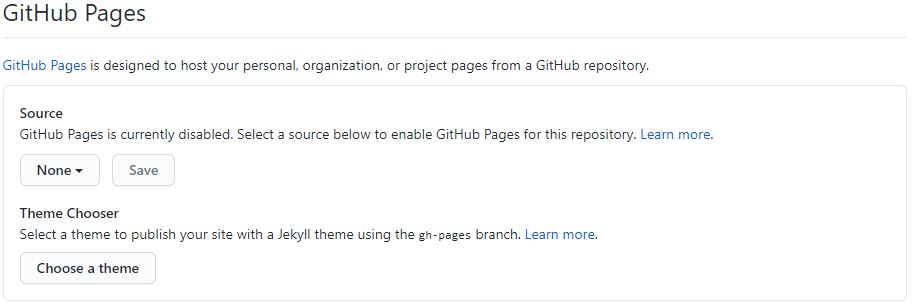 GitHub Pages
GitHub Pages is designed to host your personal, organization, or project pages from a GitHub repository.
Source
GitHub Pages is currently disabled. Select a source below to enable GitHub Pages for this repository. Learn more.
None Save
Theme Chooser
Select a theme to publish your site with a Jekyll theme using the gh-pages branch. Learn more.
Choose a theme